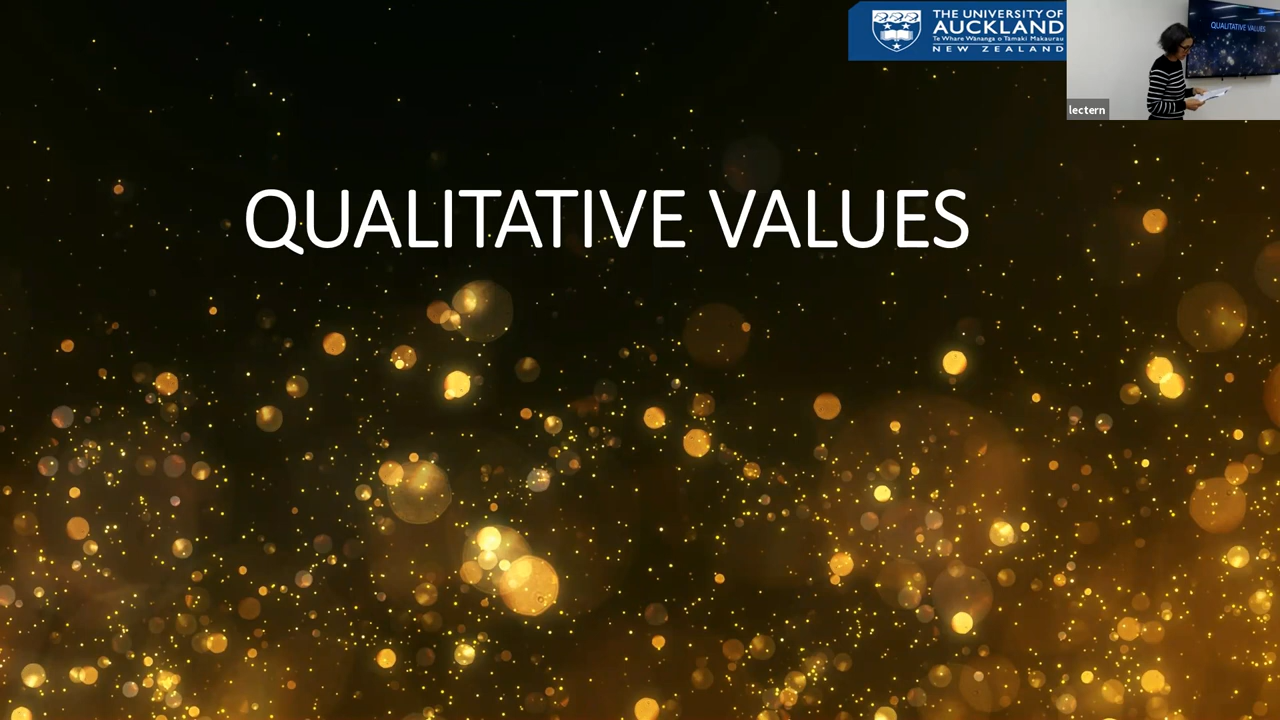 THE UNIVERSITY OF
AUCKLAND
Te Whare Wānanga o Tāmaki Makaurau
NEW ZEALAND
QUALITATIVE VALUES
lectern
QUALITATIVE VALUES